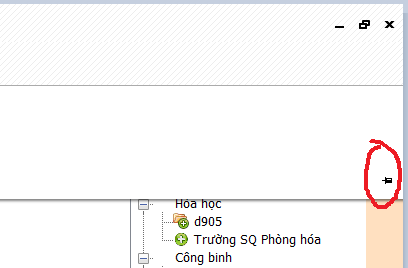 Hóa học
d905
Trường SQ Phòng hóa
Công binh